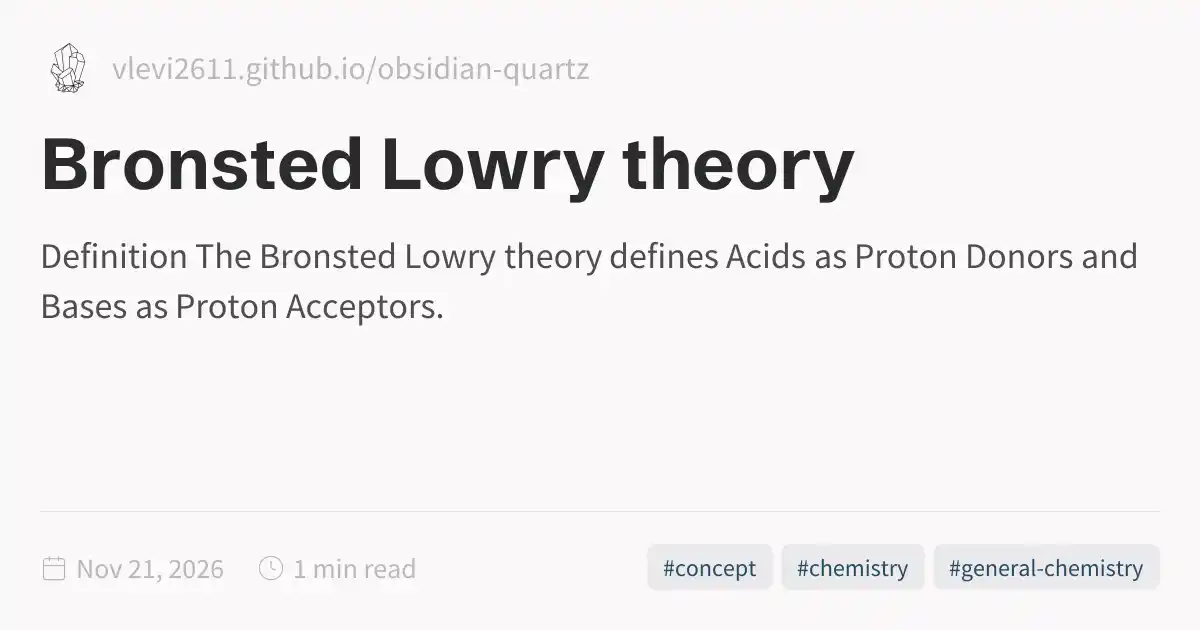 vlevi2611.github.io/obsidian-quartz
Bronsted Lowry theory
Definition The Bronsted Lowry theory defines Acids as Proton Donors and
Bases as Proton Acceptors.
Nov 21, 2026 1 min read #concept #chemistry #general-chemistry